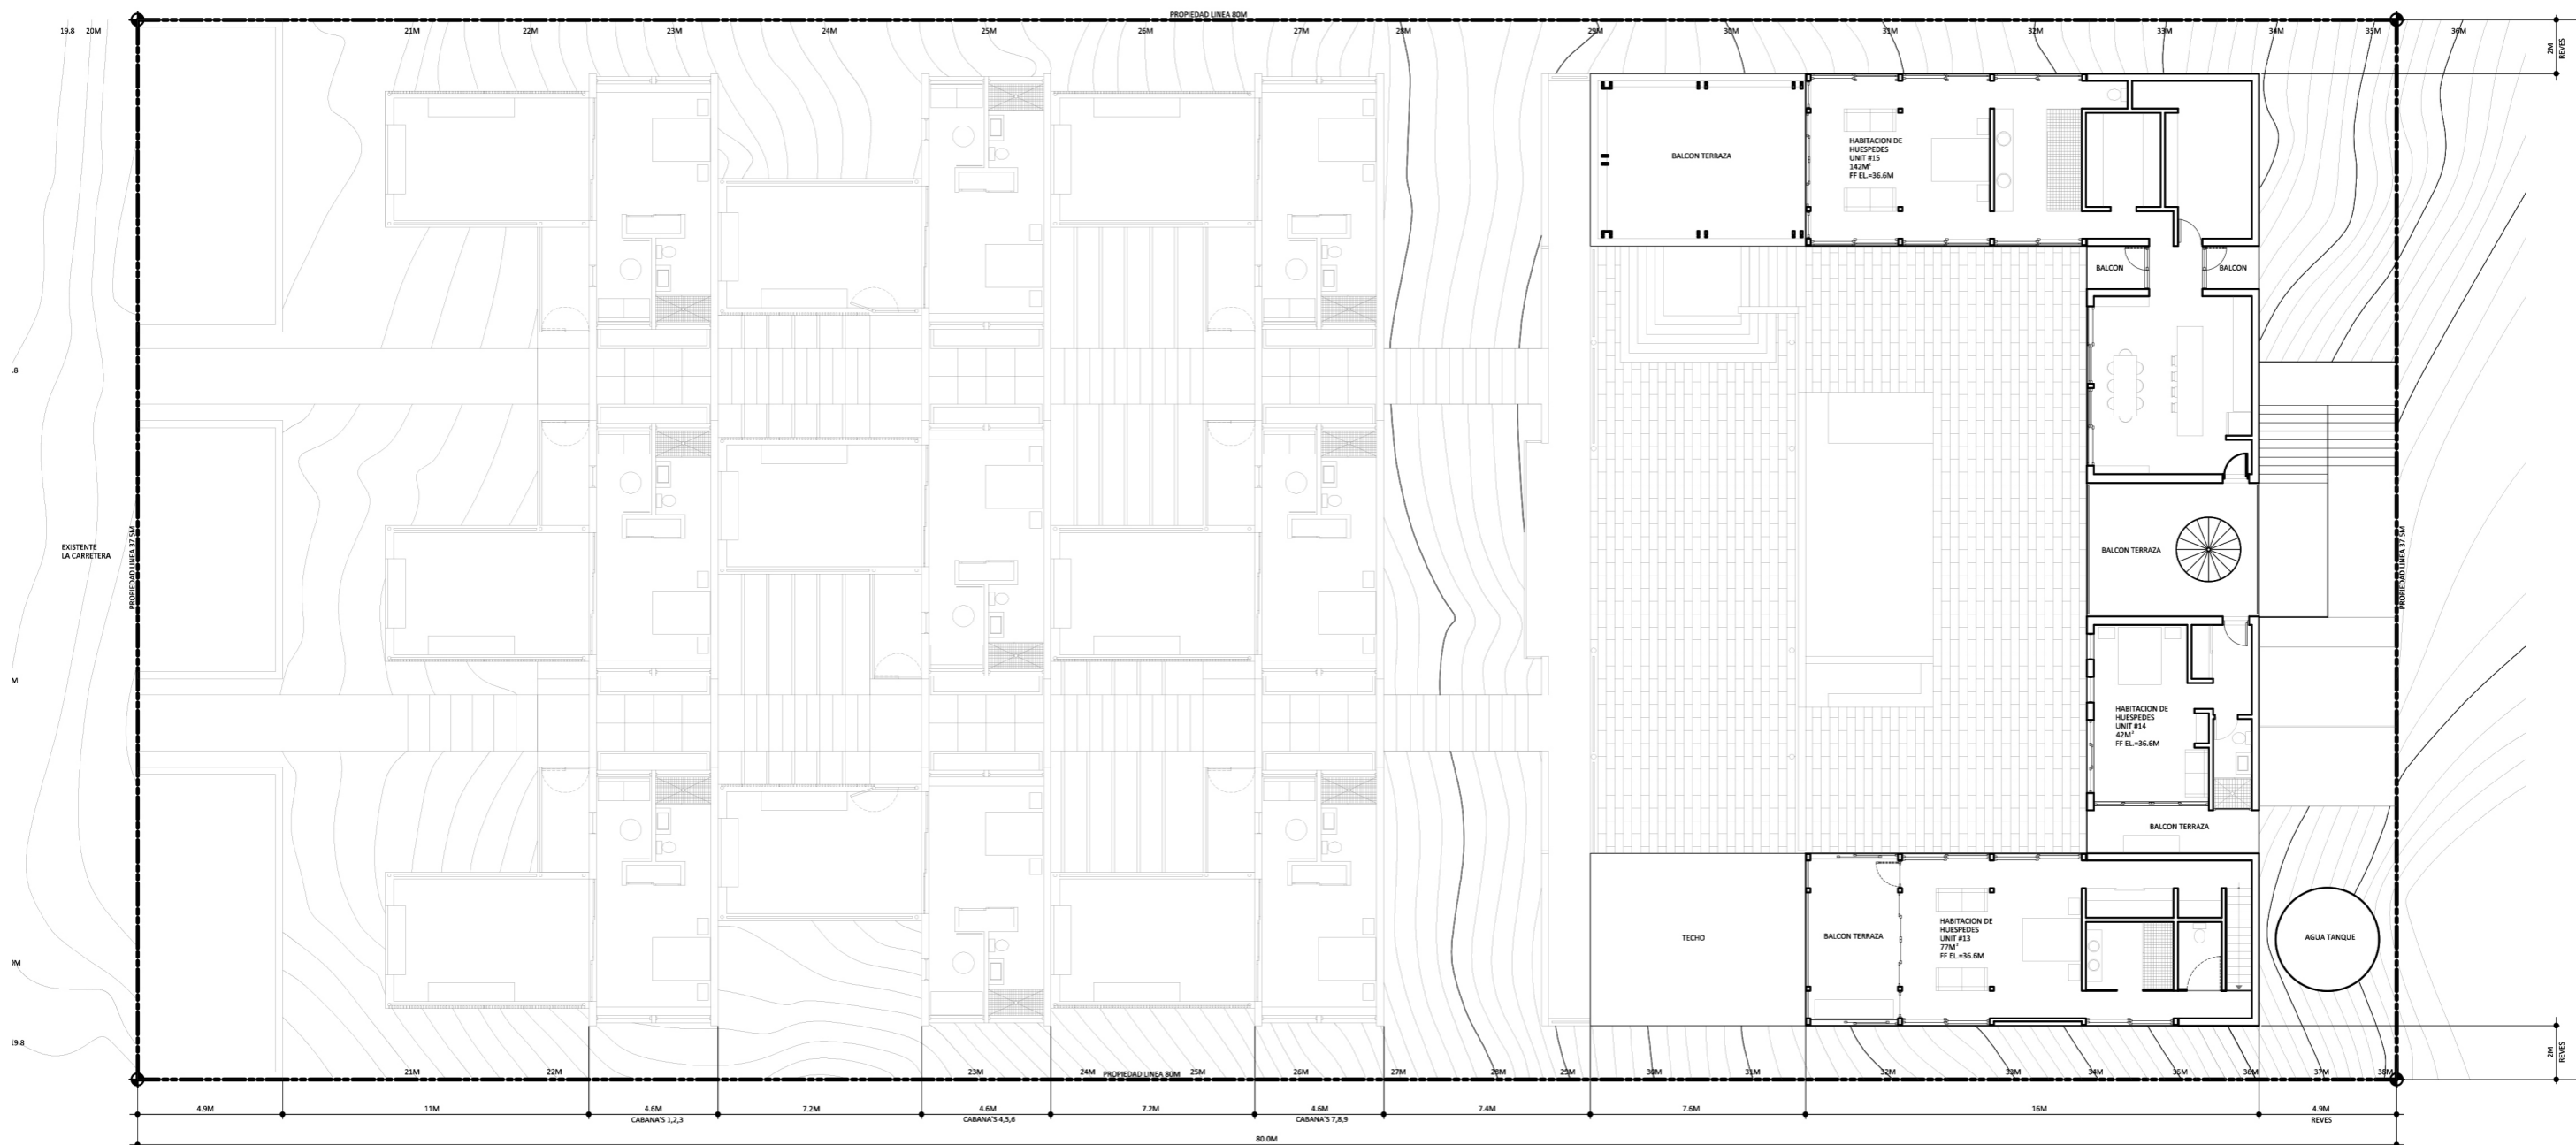 PROPIEDAD LINEA 80M
19.8 20M 21M 22M 23M 24M 25M 26M 27M 28M 29M 30M 31M 32M 33M 34M 35M 36M
2M
REVES
HABITACION DE
HUESPEDES
UNIT #15
142M²
FF EL.=36.6M
BALCON TERRAZA
BALCON
BALCON
.8
EXISTENTE
LA CARRETERA
PROPIEDAD LINEA 37.5M
BALCON TERRAZA
PROPIEDAD LINEA 37.5M
M
HABITACION DE
HUESPEDES
UNIT #14
42M²
FF EL.=36.6M
BALCON TERRAZA
HABITACION DE
HUESPEDES
UNIT #13
77M²
FF EL.=36.6M
TECHO
BALCON TERRAZA
AGUA TANQUE
M
9.8
2M
REVES
21M 22M 23M 24M 25M 26M 27M 28M 29M 30M 31M 32M 33M 34M 35M 36M 37M 38M
PROPIEDAD LINEA 80M
4.9M 11M 4.6M 7.2M 4.6M 7.2M 4.6M 7.4M 7.6M 16M 4.9M
CABANA'S 1,2,3 CABANA'S 4,5,6 CABANA'S 7,8,9 REVES
80.0M